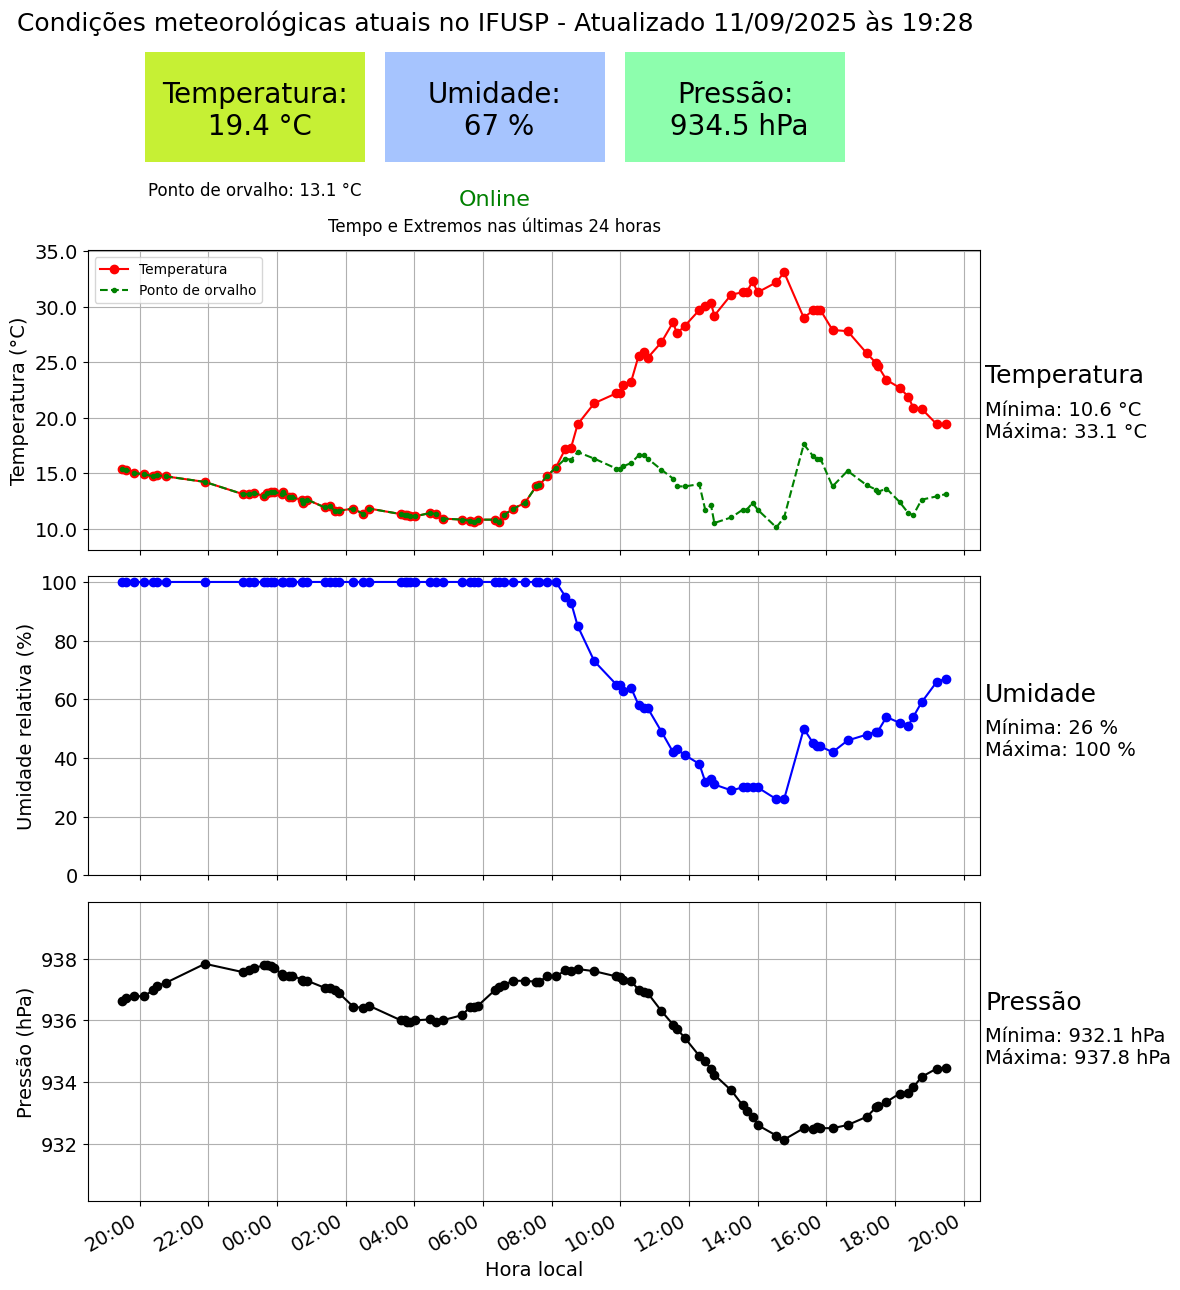 Condições meteorológicas atuais no IFUSP - Atualizado 11/09/2025 às 19:28
Temperatura:
19.4 °C
Umidade:
67 %
Pressão:
934.5 hPa
Ponto de orvalho: 13.1 °C
Online
Tempo e Extremos nas últimas 24 horas
35.0
30.0
25.0
20.0
15.0
10.0
Temperatura (°C)
Temperatura
Ponto de orvalho
Temperatura
Mínima: 10.6 °C
Máxima: 33.1 °C
100
80
60
40
20
0
Umidade relativa (%)
Umidade
Mínima: 26 %
Máxima: 100 %
938
936
934
932
Pressão (hPa)
Pressão
Mínima: 932.1 hPa
Máxima: 937.8 hPa
20:00 22:00 00:00 02:00 04:00 06:00 08:00 10:00 12:00 14:00 16:00 18:00 20:00
Hora local